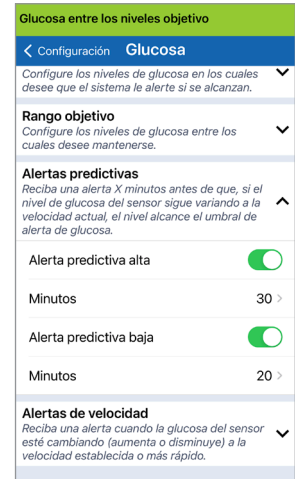 Glucosa entre los niveles objetivo
Configuración Glucosa
Configure los niveles de glucosa en los cuales
desee que el sistema le alerte si se alcanzan.
Rango objetivo
Configure los niveles de glucosa entre los
cuales desee mantenerse.
Alertas predictivas
Reciba una alerta X minutos antes de que, si el
nivel de glucosa del sensor sigue variando a la
velocidad actual, el nivel alcance el umbral de
alerta de glucosa.
Alerta predictiva alta
Minutos 30
Alerta predictiva baja
Minutos 20
Alertas de velocidad
Reciba una alerta cuando la glucosa del sensor
esté cambiando (aumenta o disminuye) a la
velocidad establecida o más rápido.